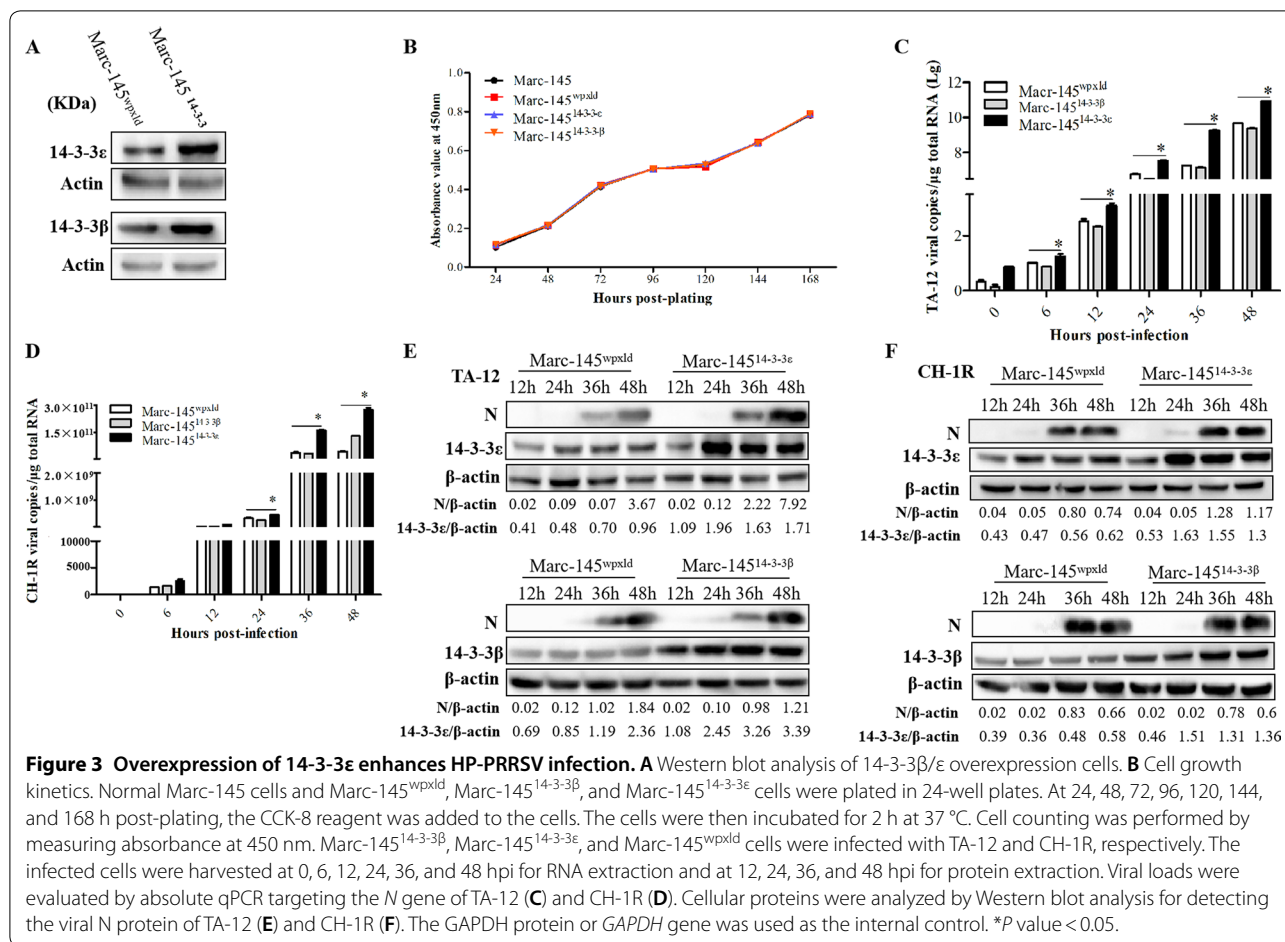 A
Marc-145wpxld
Marc-14514-3-3
(KDa)
14-3-3ε
Actin
14-3-3β
Actin
B
Absorbance value at 450nm
1.0
0.8
0.6
0.4
0.2
0.0
Marc-145
Marc-145wpxld
Marc-14514-3-3ε
Marc-14514-3-3β
24 48 72 96 120 144 168
Hours post-plating
C
TA-12 viral copies/µg total RNA (Lg)
12
10
8
2
0
Macr-145wpxld
Marc-14514-3-3β
Marc-14514-3-3ε
* * * * * *
0 6 12 24 36 48
Hours post-infection
D
CH-1R viral copies/µg total RNA
3.0×10¹¹
1.5×10¹¹
2.0×10⁹
1.0×10⁹
10000
5000
0
Marc-145wpxld
Marc-14514-3-3β
Marc-14514-3-3ε
* * *
0 6 12 24 36 48
Hours post-infection
E
TA-12
Marc-145wpxld Marc-14514-3-3ε
12h 24h 36h 48h 12h 24h 36h 48h
N
14-3-3ε
β-actin
N/β-actin 0.02 0.09 0.07 3.67 0.02 0.12 2.22 7.92
14-3-3ε/β-actin 0.41 0.48 0.70 0.96 1.09 1.96 1.63 1.71
Marc-145wpxld Marc-14514-3-3β
12h 24h 36h 48h 12h 24h 36h 48h
N
14-3-3β
β-actin
N/β-actin 0.02 0.12 1.02 1.84 0.02 0.10 0.98 1.21
14-3-3ε/β-actin 0.69 0.85 1.19 2.36 1.08 2.45 3.26 3.39
F
CH-1R
Marc-145wpxld Marc-14514-3-3ε
12h 24h 36h 48h 12h 24h 36h 48h
N
14-3-3ε
β-actin
N/β-actin 0.04 0.05 0.80 0.74 0.04 0.05 1.28 1.17
14-3-3ε/β-actin 0.43 0.47 0.56 0.62 0.53 1.63 1.55 1.3
Marc-145wpxld Marc-14514-3-3β
12h 24h 36h 48h 12h 24h 36h 48h
N
14-3-3β
β-actin
N/β-actin 0.02 0.02 0.83 0.66 0.02 0.02 0.78 0.6
14-3-3ε/β-actin 0.39 0.36 0.48 0.58 0.46 1.51 1.31 1.36
Figure 3 Overexpression of 14-3-3ε enhances HP-PRRSV infection. A Western blot analysis of 14-3-3β/ε overexpression cells. B Cell growth
kinetics. Normal Marc-145 cells and Marc-145wpxld, Marc-14514-3-3β, and Marc-14514-3-3ε cells were plated in 24-well plates. At 24, 48, 72, 96, 120, 144,
and 168 h post-plating, the CCK-8 reagent was added to the cells. The cells were then incubated for 2 h at 37 °C. Cell counting was performed by
measuring absorbance at 450 nm. Marc-14514-3-3β, Marc-14514-3-3ε, and Marc-145wpxld cells were infected with TA-12 and CH-1R, respectively. The
infected cells were harvested at 0, 6, 12, 24, 36, and 48 hpi for RNA extraction and at 12, 24, 36, and 48 hpi for protein extraction. Viral loads were
evaluated by absolute qPCR targeting the N gene of TA-12 (C) and CH-1R (D). Cellular proteins were analyzed by Western blot analysis for detecting
the viral N protein of TA-12 (E) and CH-1R (F). The GAPDH protein or GAPDH gene was used as the internal control. *P value < 0.05.